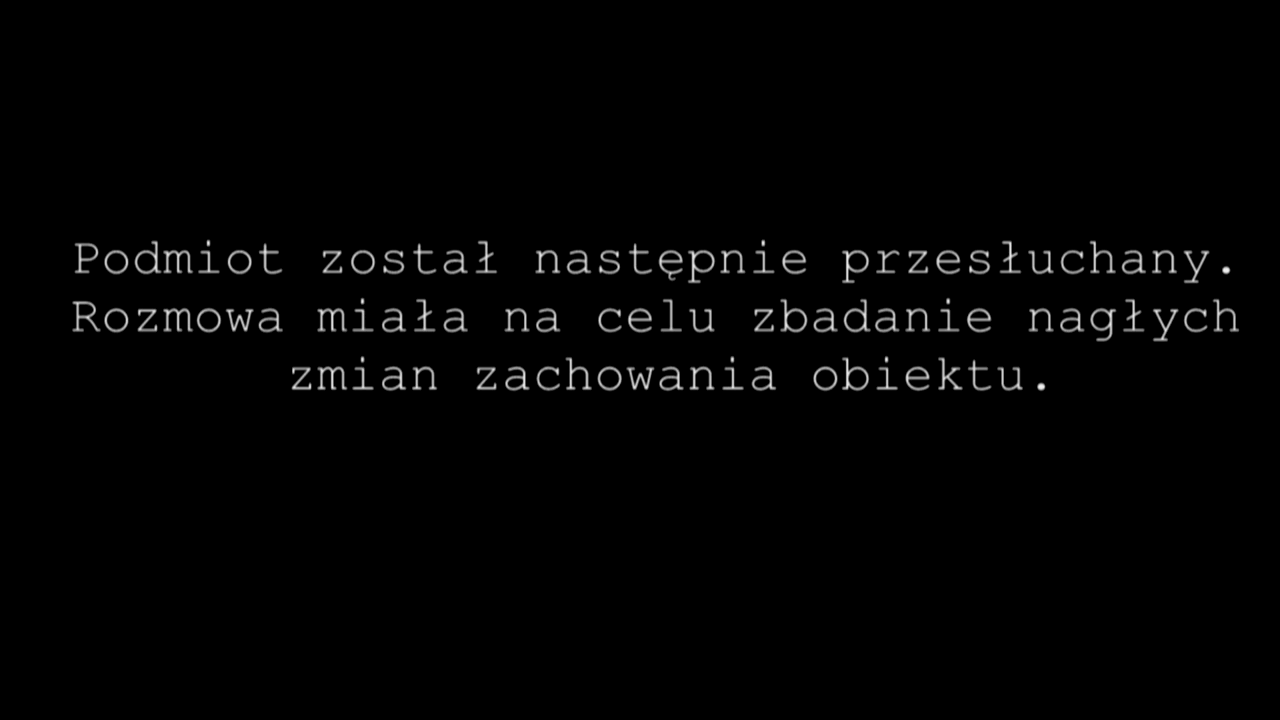 Podmiot został następnie przesłuchany.
Rozmowa miała na celu zbadanie nagłych
zmian zachowania obiektu.